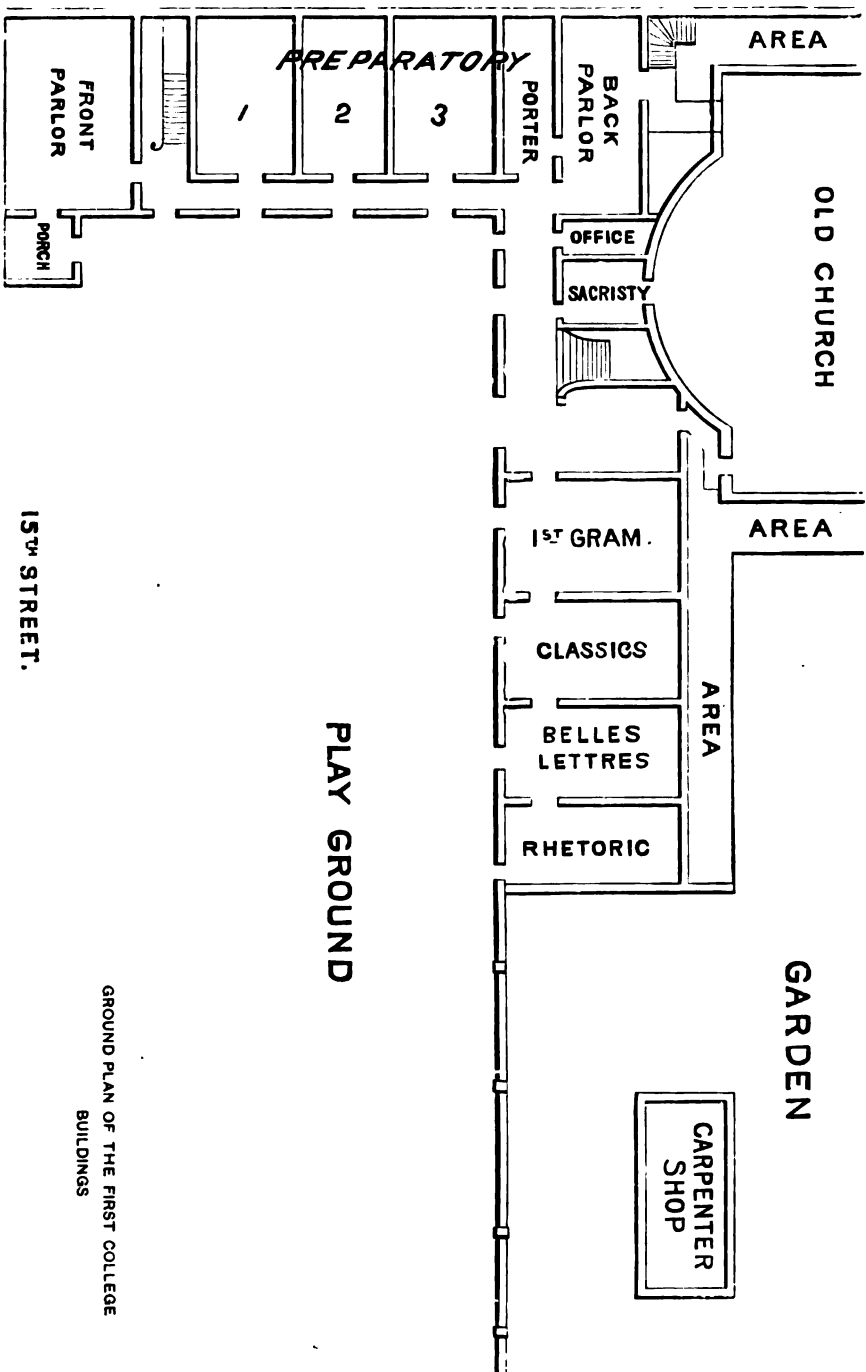 AREA
PREPARATORY
FRONT
PARLOR
1
2
3
PORTER
BACK
PARLOR
OLD CHURCH
PORCH
OFFICE
SACRISTY
AREA
1ST GRAM.
15TH STREET.
CLASSICS
AREA
BELLES
LETTRES
PLAY GROUND
RHETORIC
GARDEN
CARPENTER
SHOP
GROUND PLAN OF THE FIRST COLLEGE
BUILDINGS